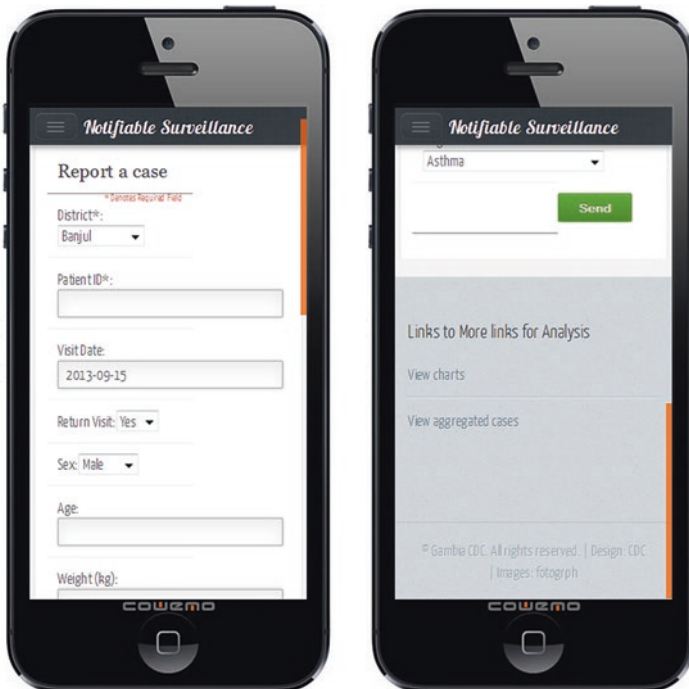 Notifiable Surveillance
Report a case
* Denotes Required Field
District*:
Banjul
Patient ID*:
Visit Date:
2013-09-15
Return Visit: Yes
Sex: Male
Age:
Weight (kg):
cowemo
Notifiable Surveillance
Asthma
Send
Links to More links for Analysis
View charts
View aggregated cases
© Gambia CDC. All rights reserved. | Design: CDC
| Images: fotogrph
cowemo